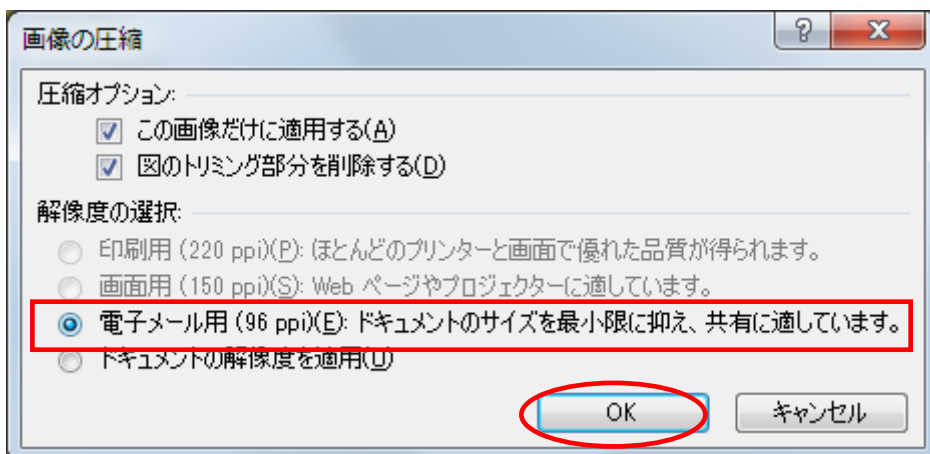 画像の圧縮
圧縮オプション:
この画像だけに適用する(A)
図のトリミング部分を削除する(D)
解像度の選択:
印刷用 (220 ppi)(P): ほとんどのプリンターと画面で優れた品質が得られます。
画面用 (150 ppi)(S): Web ページやプロジェクターに適しています。
電子メール用 (96 ppi)(E): ドキュメントのサイズを最小限に抑え、共有に適しています。
ドキュメントの解像度を適用(U)
OK キャンセル